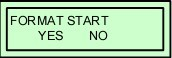 FORMAT START
YES NO